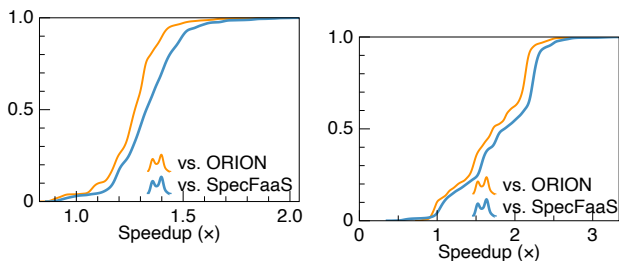 1.0
0.5
0
1.0
1.5
2.0
vs. ORION
vs. SpecFaaS
Speedup (×)
1.0
0.5
0
0
1
2
3
vs. ORION
vs. SpecFaaS
Speedup (×)